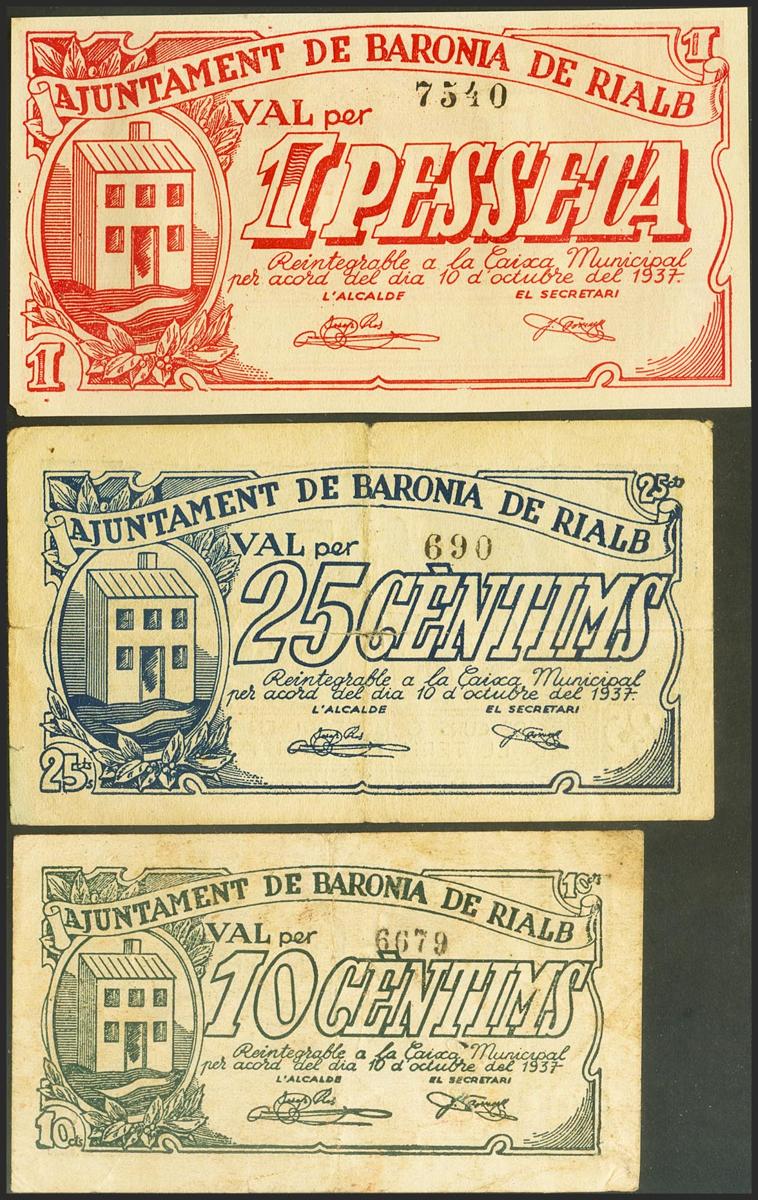 1
AJUNTAMENT DE BARONIA DE RIALB
7540
VAL per
1 PESSETA
Reintegrable a la Caixa Municipal
per acord del dia 10 d'octubre del 1937.
L'ALCALDE EL SECRETARI
1
25cts
AJUNTAMENT DE BARONIA DE RIALB
VAL per 690
25 CÈNTIMS
Reintegrable a la Caixa Municipal
per acord del dia 10 d'octubre del 1937.
L'ALCALDE EL SECRETARI
25cts
10cts
AJUNTAMENT DE BARONIA DE RIALB
VAL per 6679
10 CÈNTIMS
Reintegrable a la Caixa Municipal
per acord del dia 10 d'octubre del 1937
L'ALCALDE EL SECRETARI
10cts